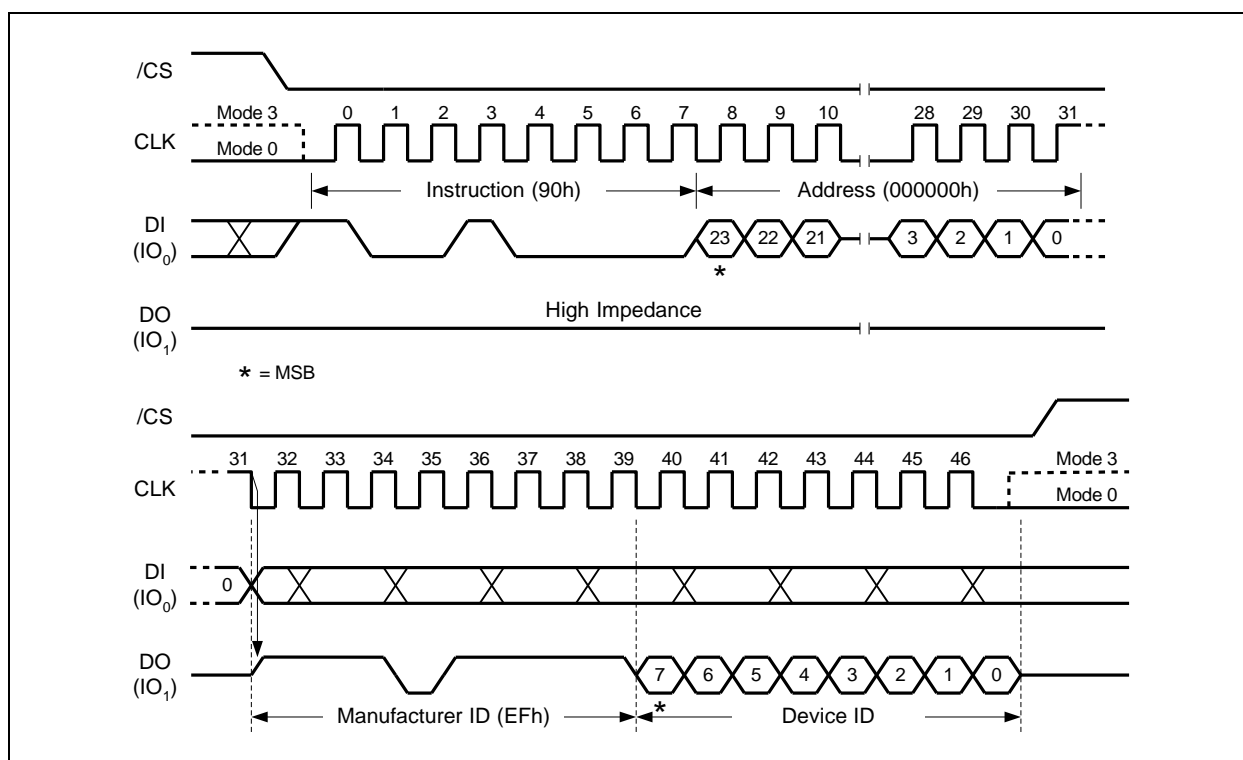 /CS
Mode 3 0 1 2 3 4 5 6 7 8 9 10 28 29 30 31
CLK
Mode 0
Instruction (90h) Address (000000h)
DI
(IO0)
23 22 21 3 2 1 0
*
High Impedance
DO
(IO1)
* = MSB
/CS
31 32 33 34 35 36 37 38 39 40 41 42 43 44 45 46 Mode 3
CLK
Mode 0
DI
(IO0)
0
DO
(IO1)
7 6 5 4 3 2 1 0
*
Manufacturer ID (EFh) Device ID